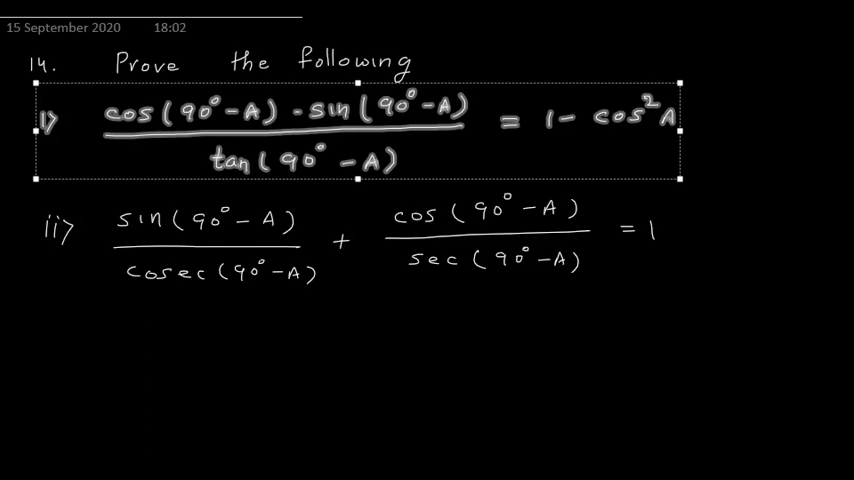 15 September 2020 18:02
14. Prove the following
i) cos(90°-A) · sin(90°-A) / tan(90°-A) = 1 - cos²A
ii) sin(90°-A) / cosec(90°-A) + cos(90°-A) / sec(90°-A) = 1